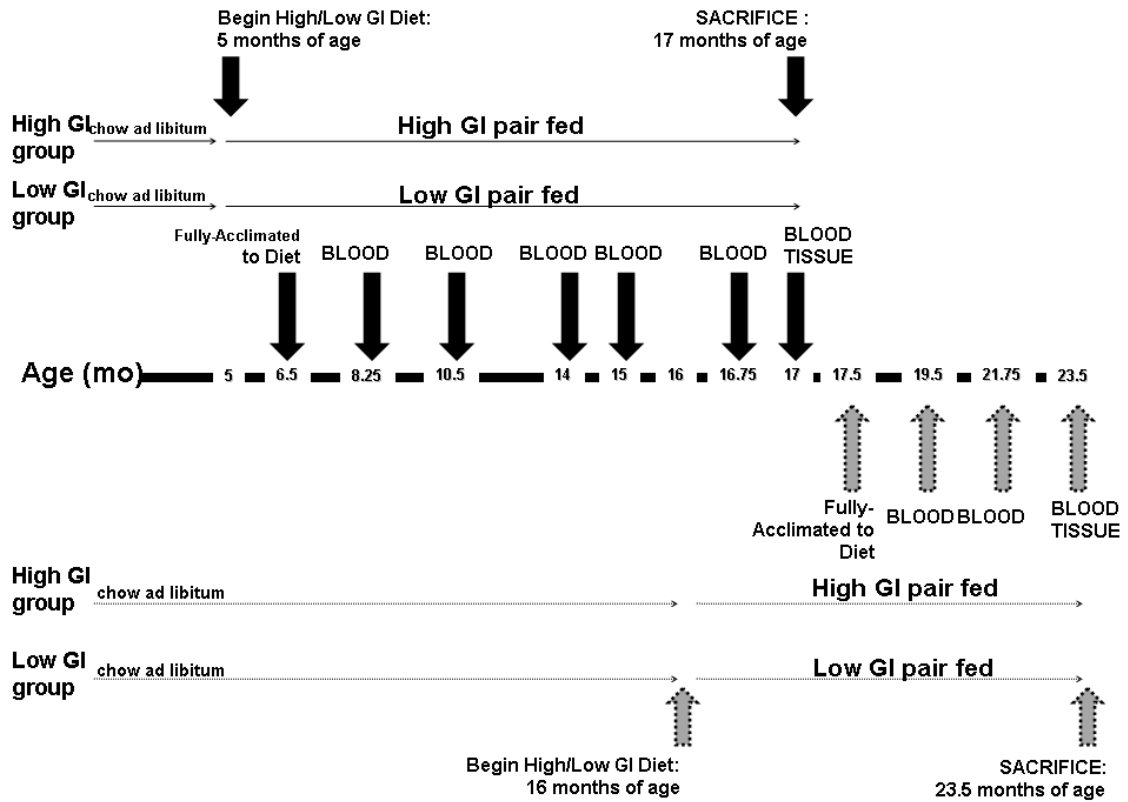 Begin High/Low GI Diet:
5 months of age
SACRIFICE :
17 months of age
High GI
group
chow ad libitum
High GI pair fed
Low GI
group
chow ad libitum
Low GI pair fed
Fully-Acclimated
to Diet
BLOOD
BLOOD
BLOOD
BLOOD
BLOOD
BLOOD
TISSUE
Age (mo)
5 6.5 8.25 10.5 14 15 16 16.75 17 17.5 19.5 21.75 23.5
Fully-
Acclimated to
Diet
BLOOD
BLOOD
BLOOD
TISSUE
High GI
group
chow ad libitum
High GI pair fed
Low GI
group
chow ad libitum
Low GI pair fed
Begin High/Low GI Diet:
16 months of age
SACRIFICE:
23.5 months of age